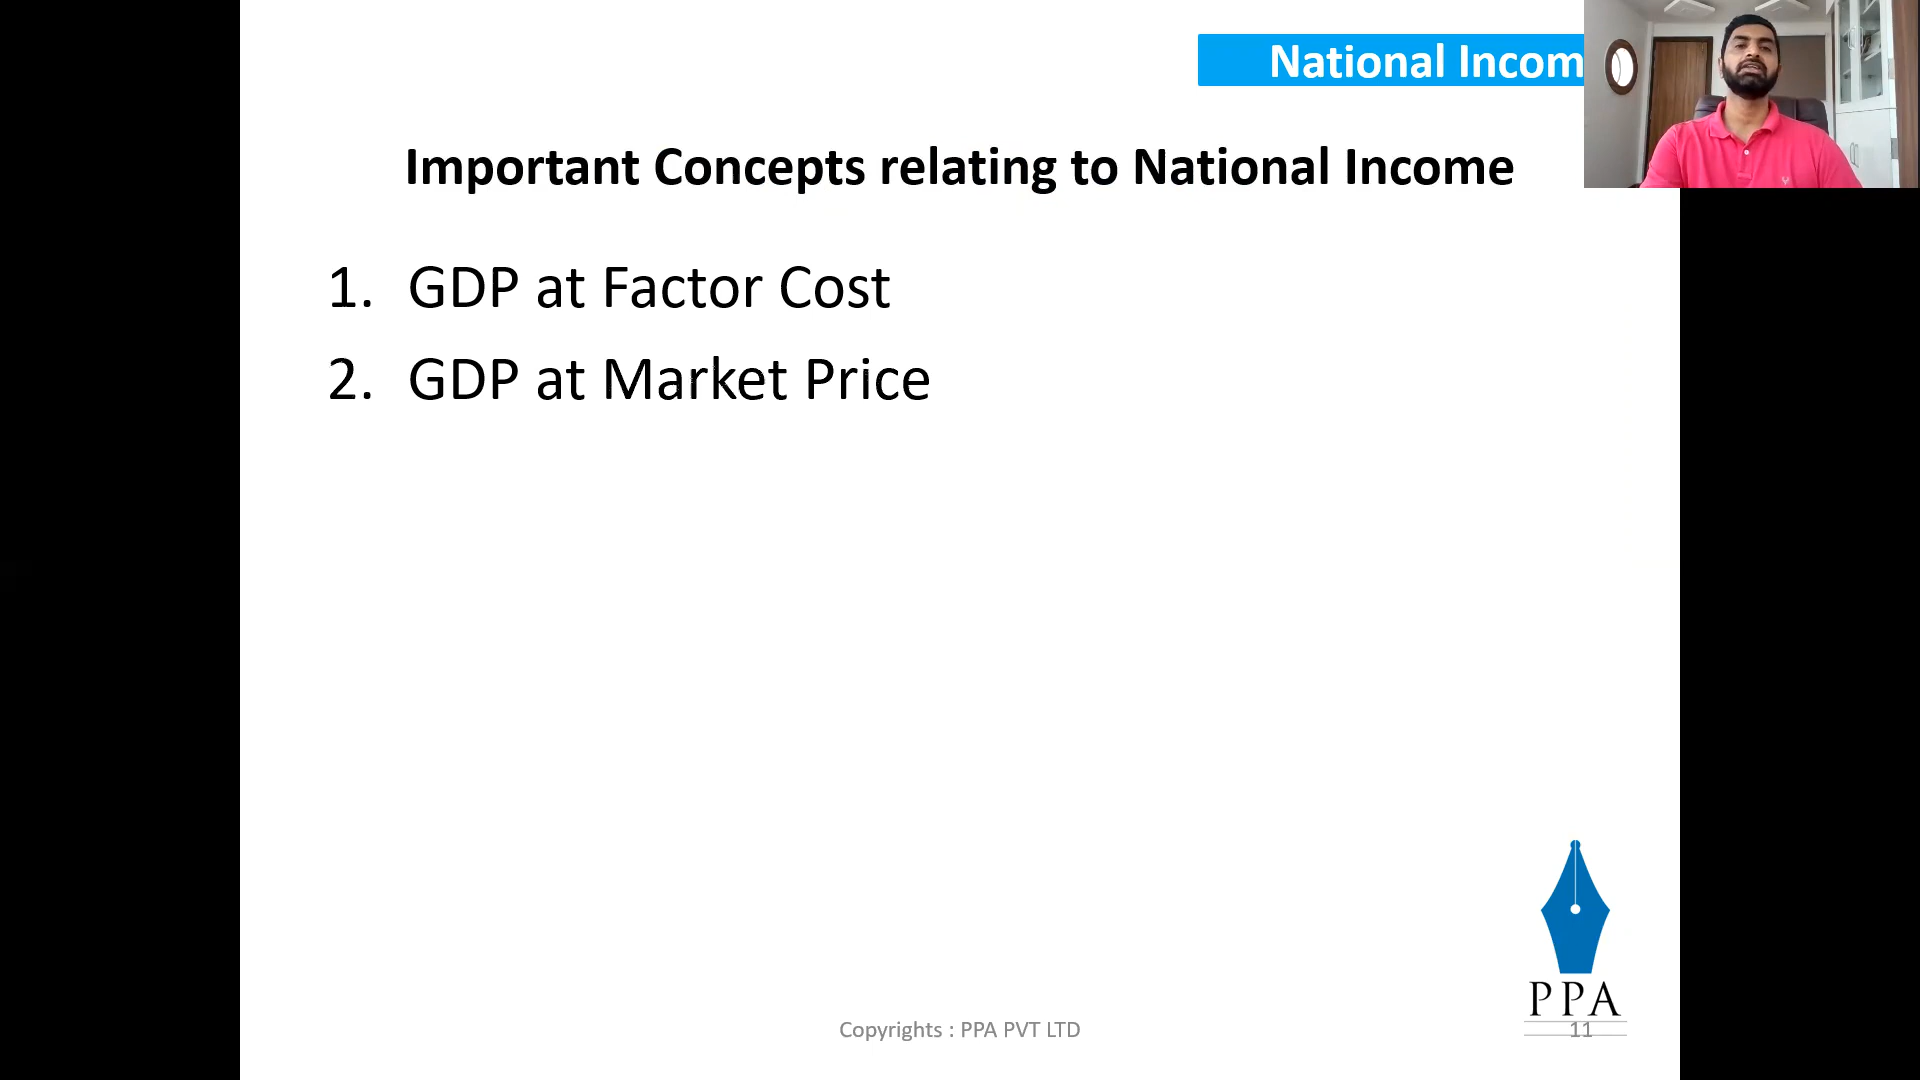 National Incom
Important Concepts relating to National Income
1. GDP at Factor Cost
2. GDP at Market Price
PPA
Copyrights : PPA PVT LTD
11